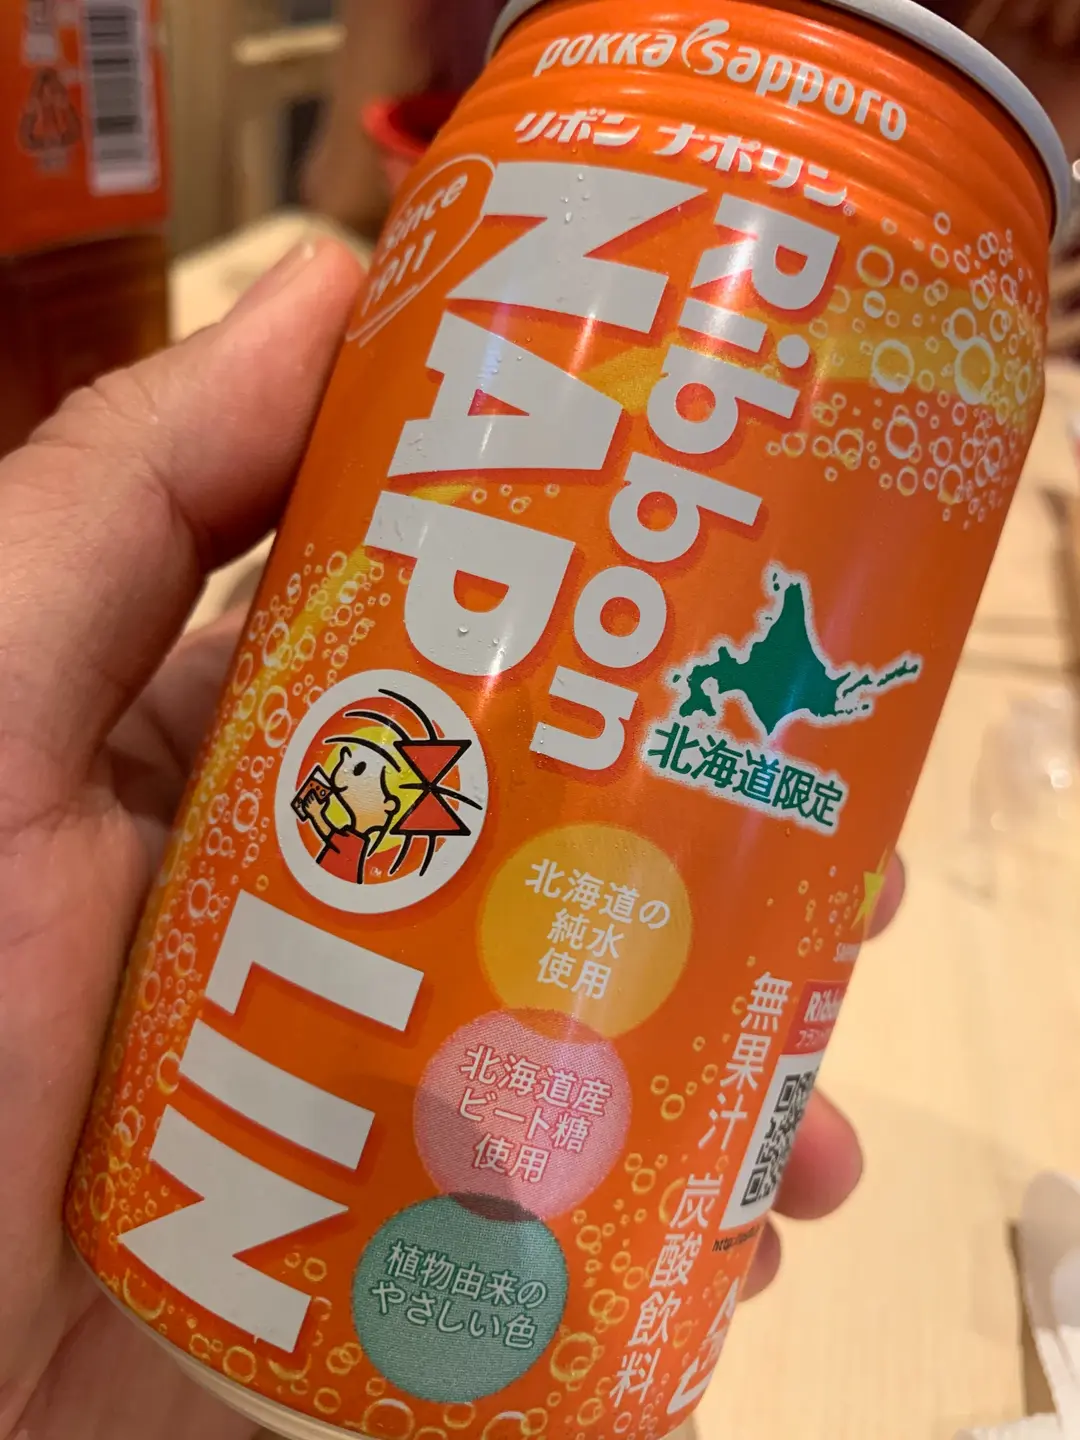 POKKA Sapporo
リボン ナポリン®
Since
1911
Ribbon
NAPOLIN
北海道限定
北海道の
純水
使用
北海道産
ビート糖
使用
植物由来の
やさしい色
無果汁 炭酸飲料